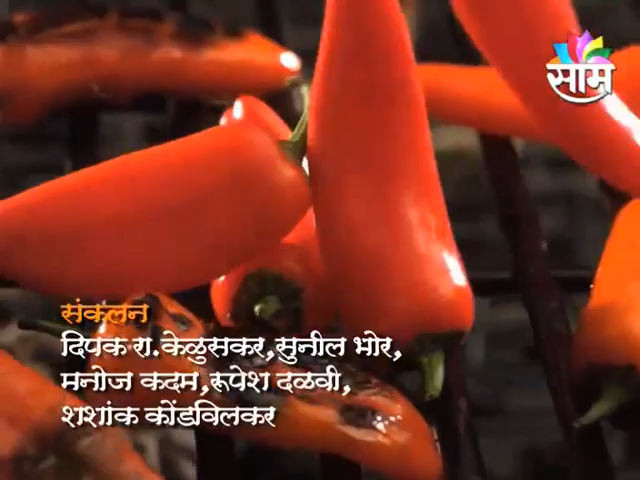 साम
संकलन
दिपक रा.केळुसकर,सुनील भोर,
मनोज कदम,रूपेश दळवी,
शशांक कोंडविलकर